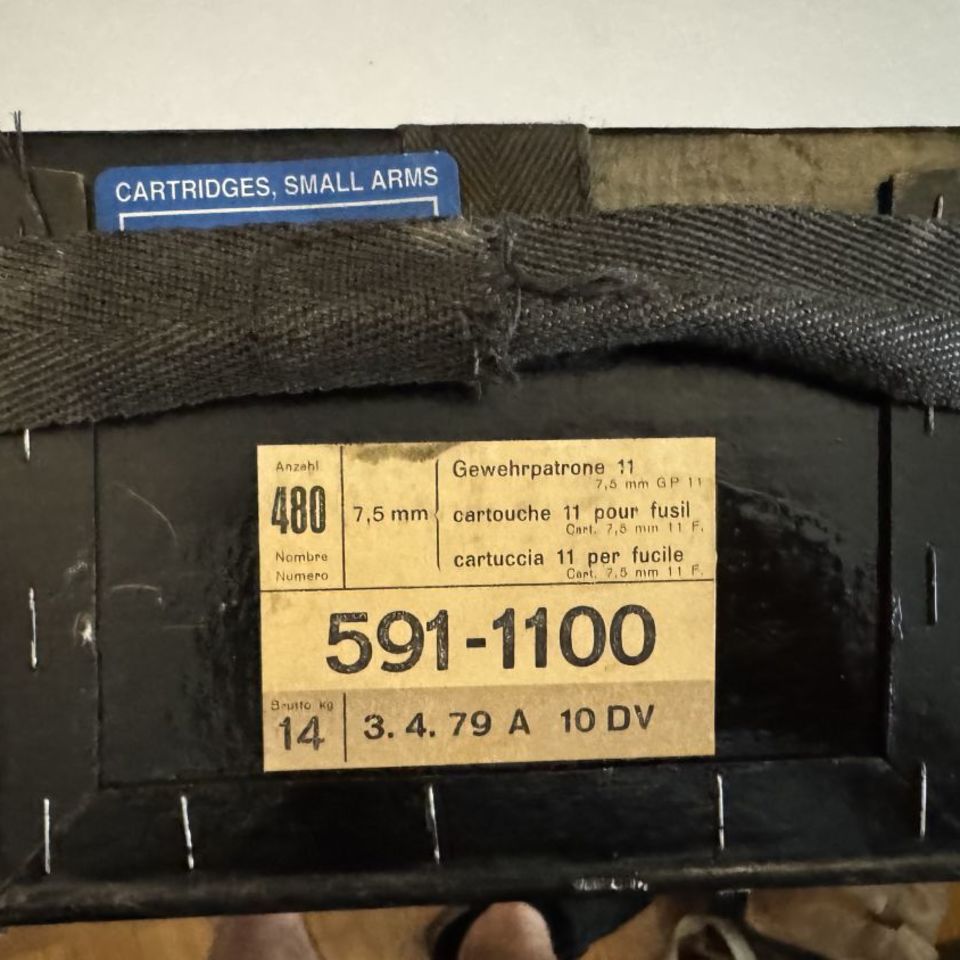 CARTRIDGES, SMALL ARMS
Anzahl
480
Nombre
Numero
7,5 mm
Gewehrpatrone 11
7,5 mm GP 11
cartouche 11 pour fusil
Cart. 7,5 mm 11 F.
cartuccia 11 per fucile
Cart. 7,5 mm 11 F.
591-1100
Brutto kg
14
3. 4. 79 A 10 DV